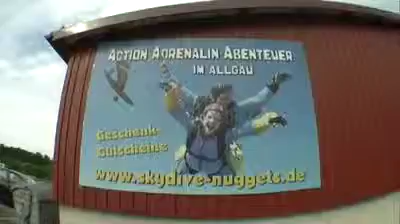 Action Adrenalin Abenteuer
im Allgäu
Geschenk-
Gutscheine
www.skydive-nuggets.de